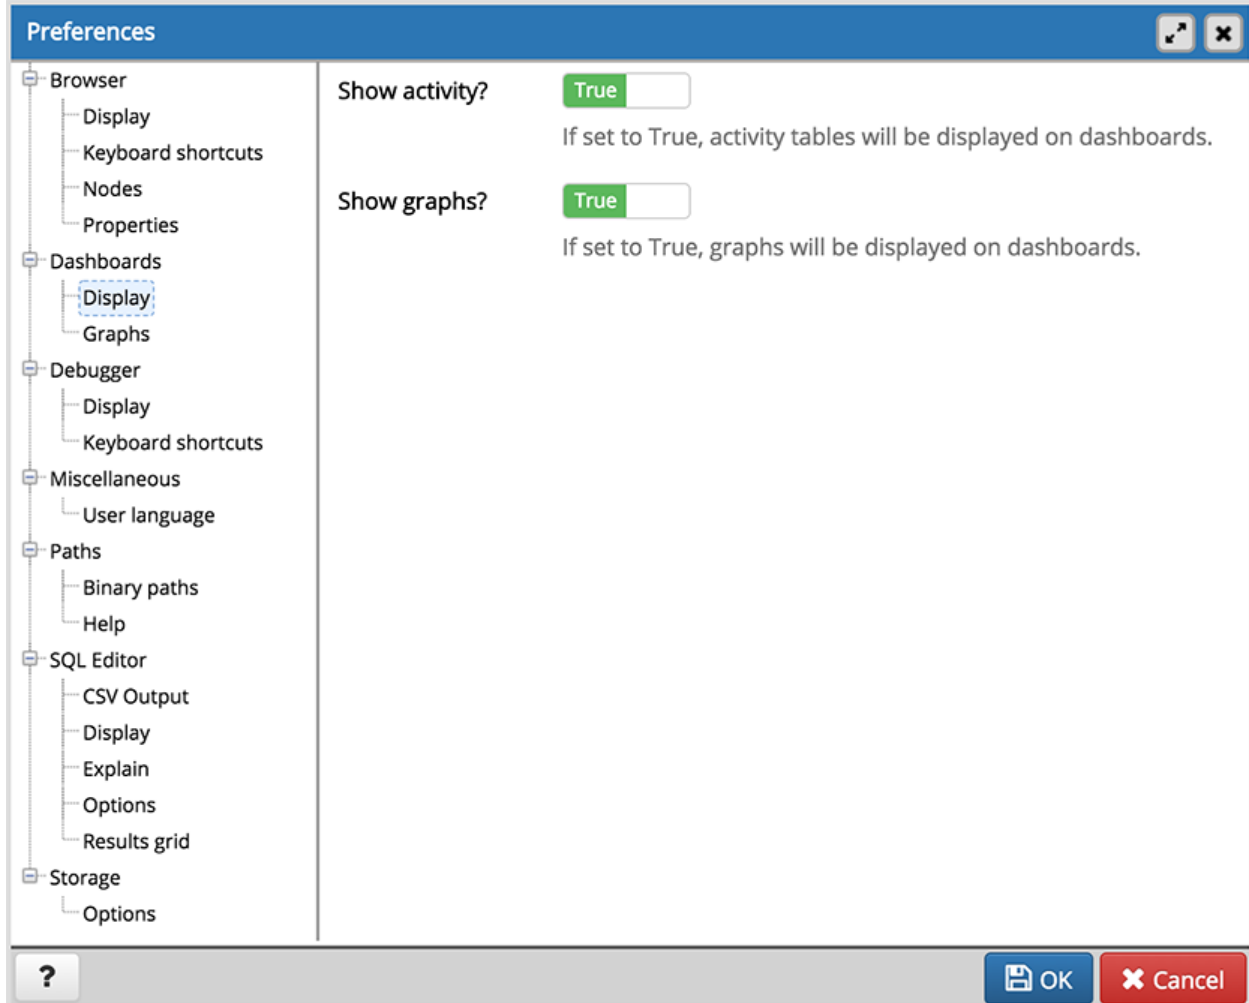 Preferences
Browser
Display
Keyboard shortcuts
Nodes
Properties
Dashboards
Display
Graphs
Debugger
Display
Keyboard shortcuts
Miscellaneous
User language
Paths
Binary paths
Help
SQL Editor
CSV Output
Display
Explain
Options
Results grid
Storage
Options
Show activity? True
If set to True, activity tables will be displayed on dashboards.
Show graphs? True
If set to True, graphs will be displayed on dashboards.
? OK Cancel